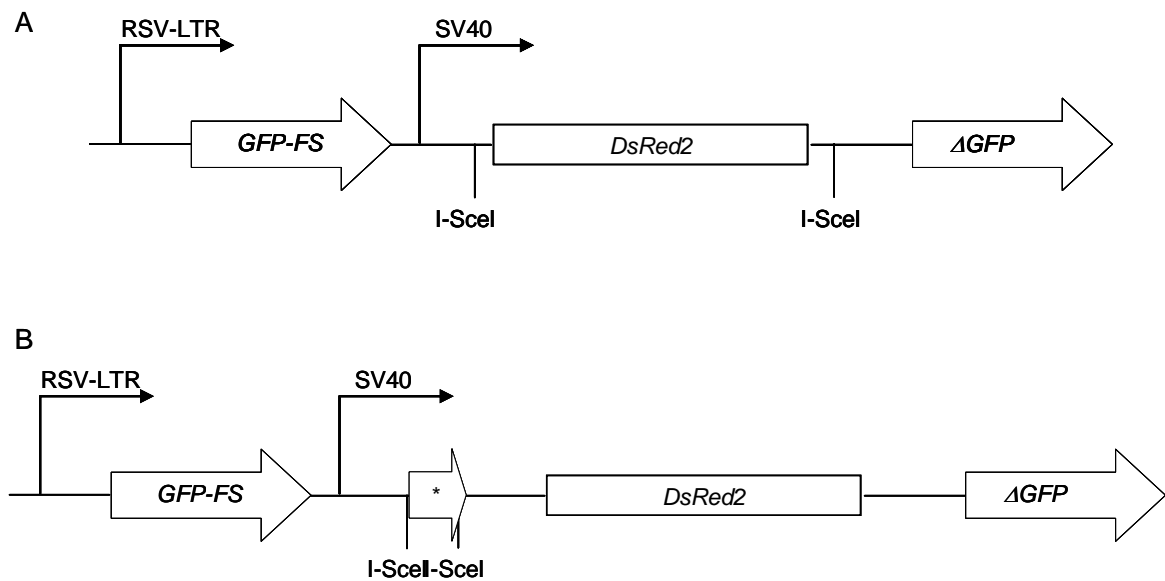 A
RSV-LTR
SV40
GFP-FS
DsRed2
ΔGFP
I-SceI
I-SceI
B
RSV-LTR
SV40
GFP-FS
*
DsRed2
ΔGFP
I-SceI
I-SceI